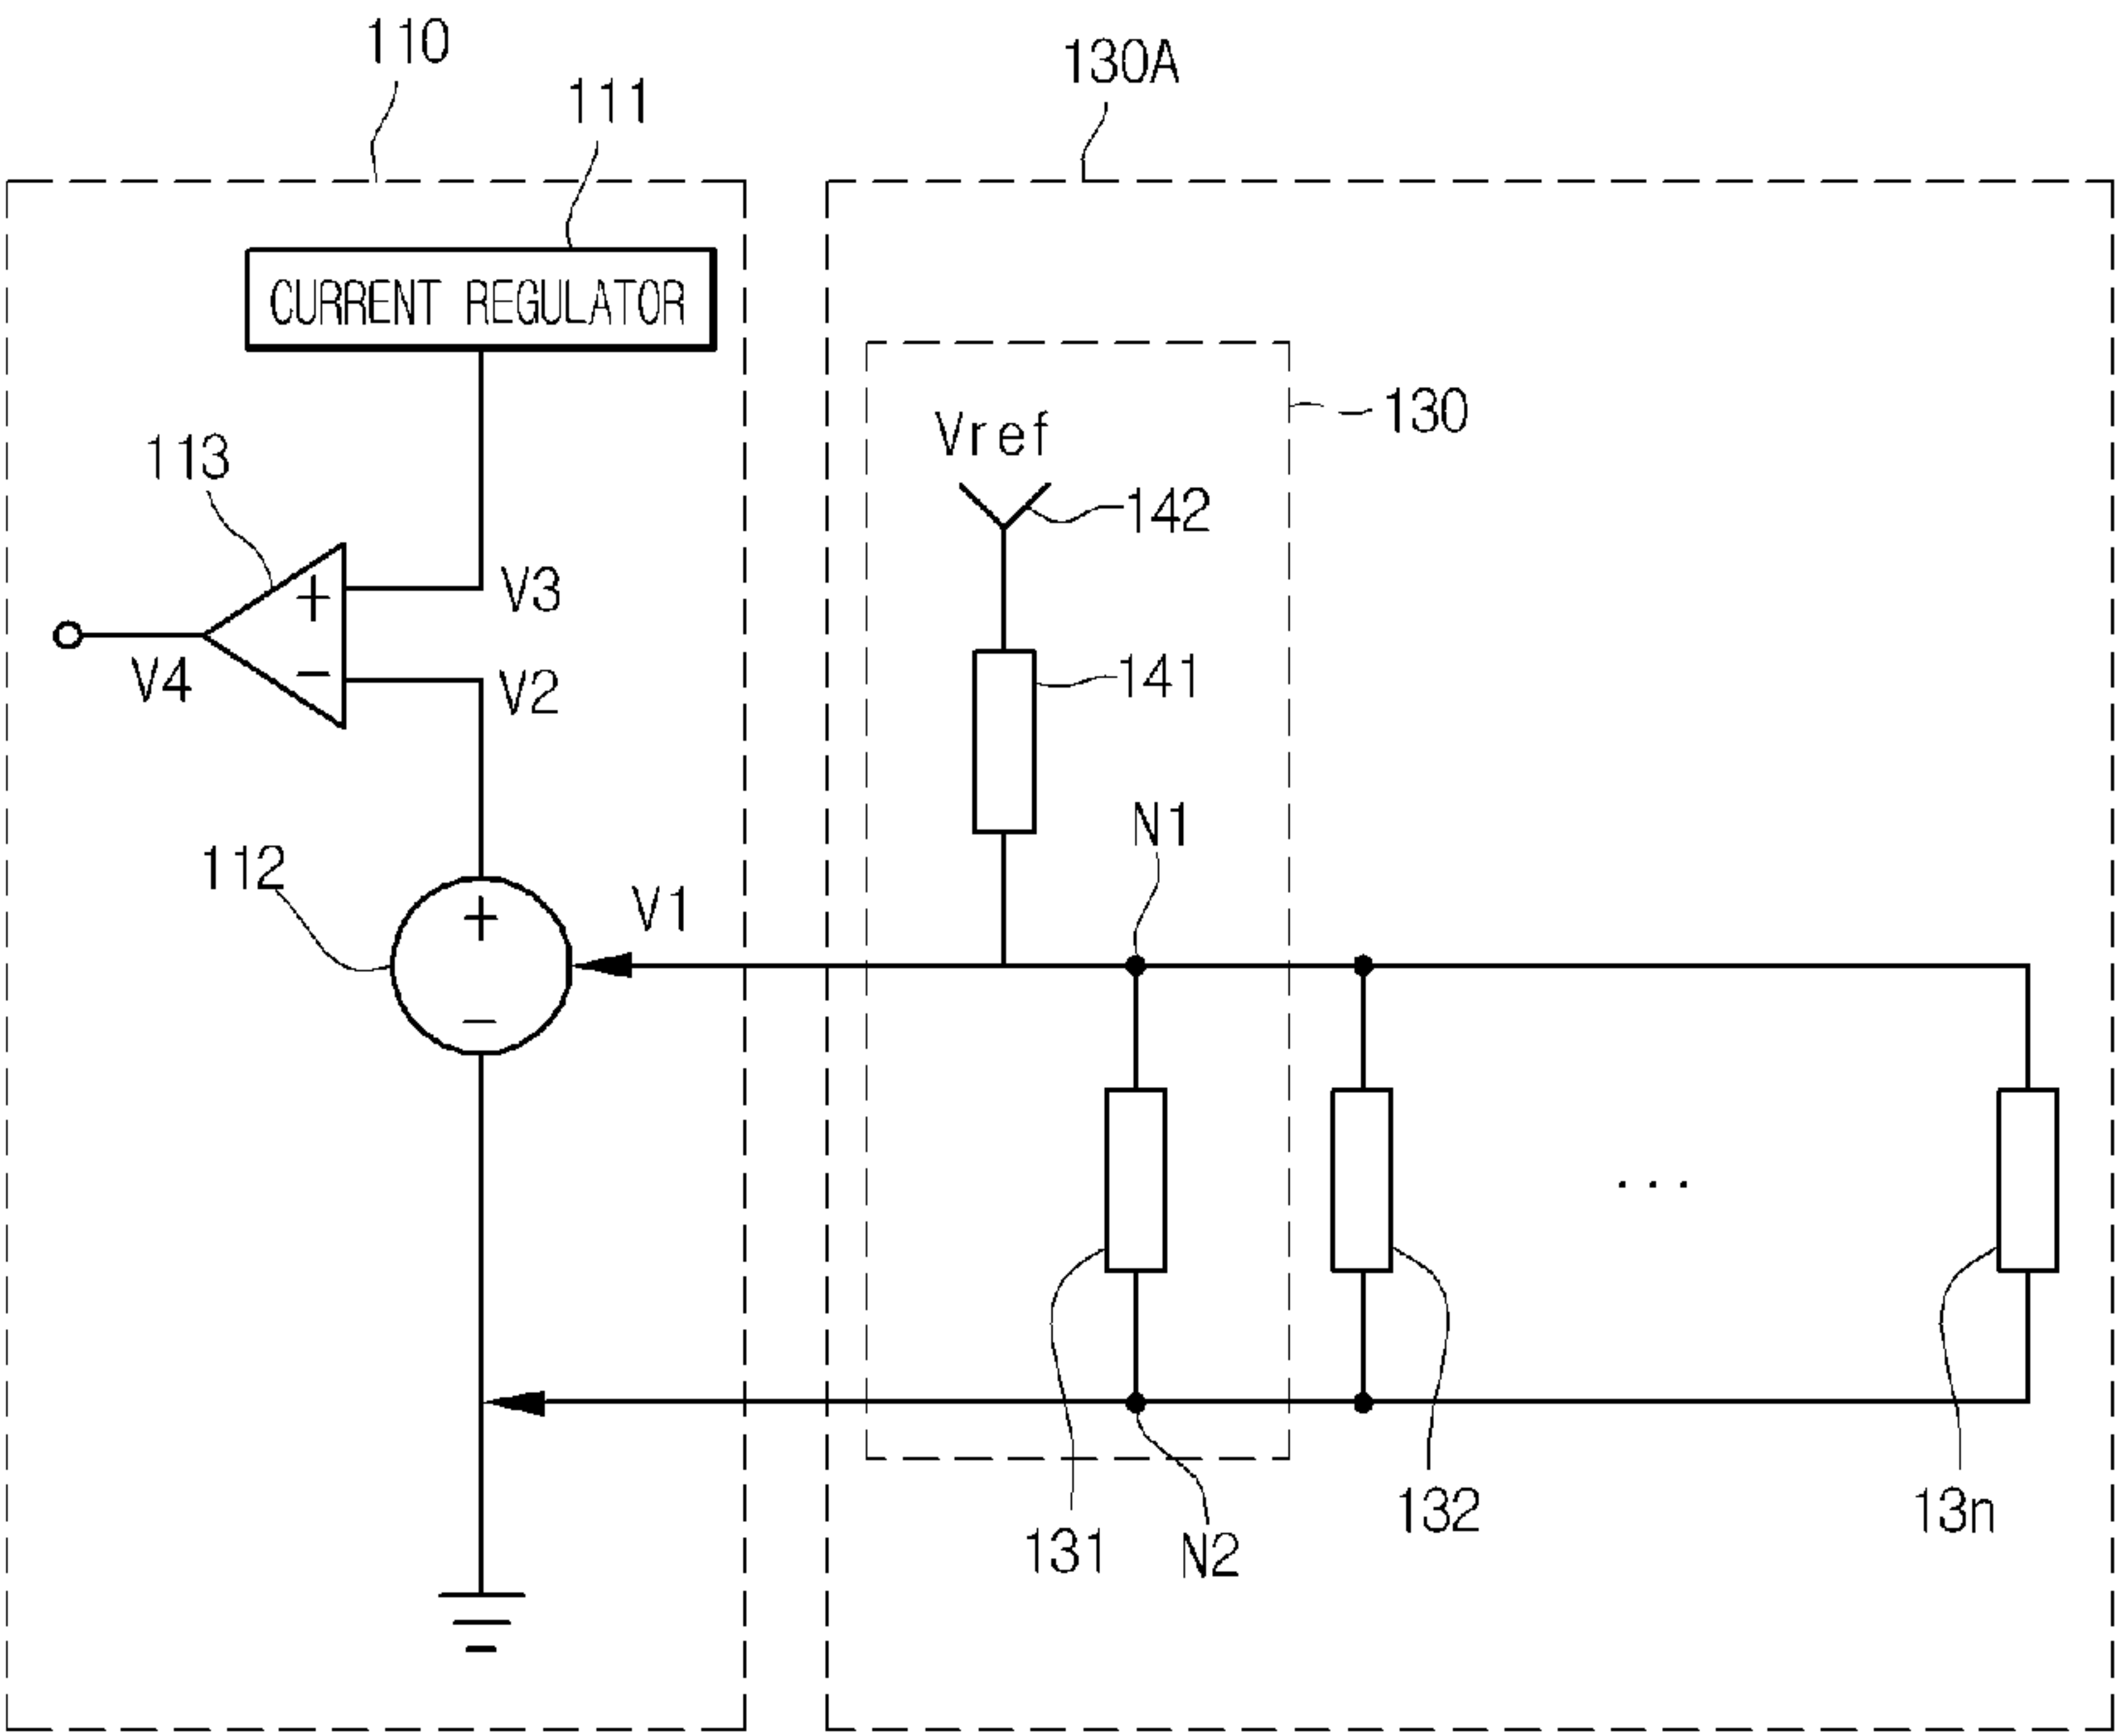 110
130A
111
CURRENT REGULATOR
130
Vref
113
142
V3
141
V4
V2
N1
112
V1
+
−
+
−
...
132
13n
131
N2